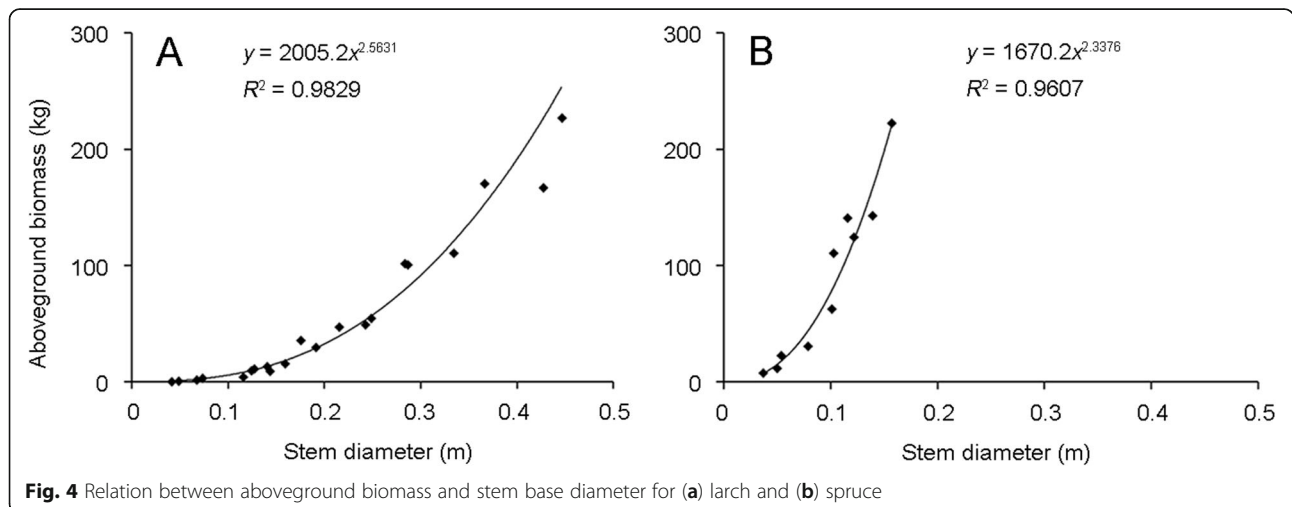 A
y = 2005.2x^2.5631
R² = 0.9829
B
y = 1670.2x^2.3376
R² = 0.9607
Aboveground biomass (kg)
300
200
100
0
0 0.1 0.2 0.3 0.4 0.5
Stem diameter (m)
300
200
100
0
0 0.1 0.2 0.3 0.4 0.5
Stem diameter (m)
Fig. 4 Relation between aboveground biomass and stem base diameter for (a) larch and (b) spruce